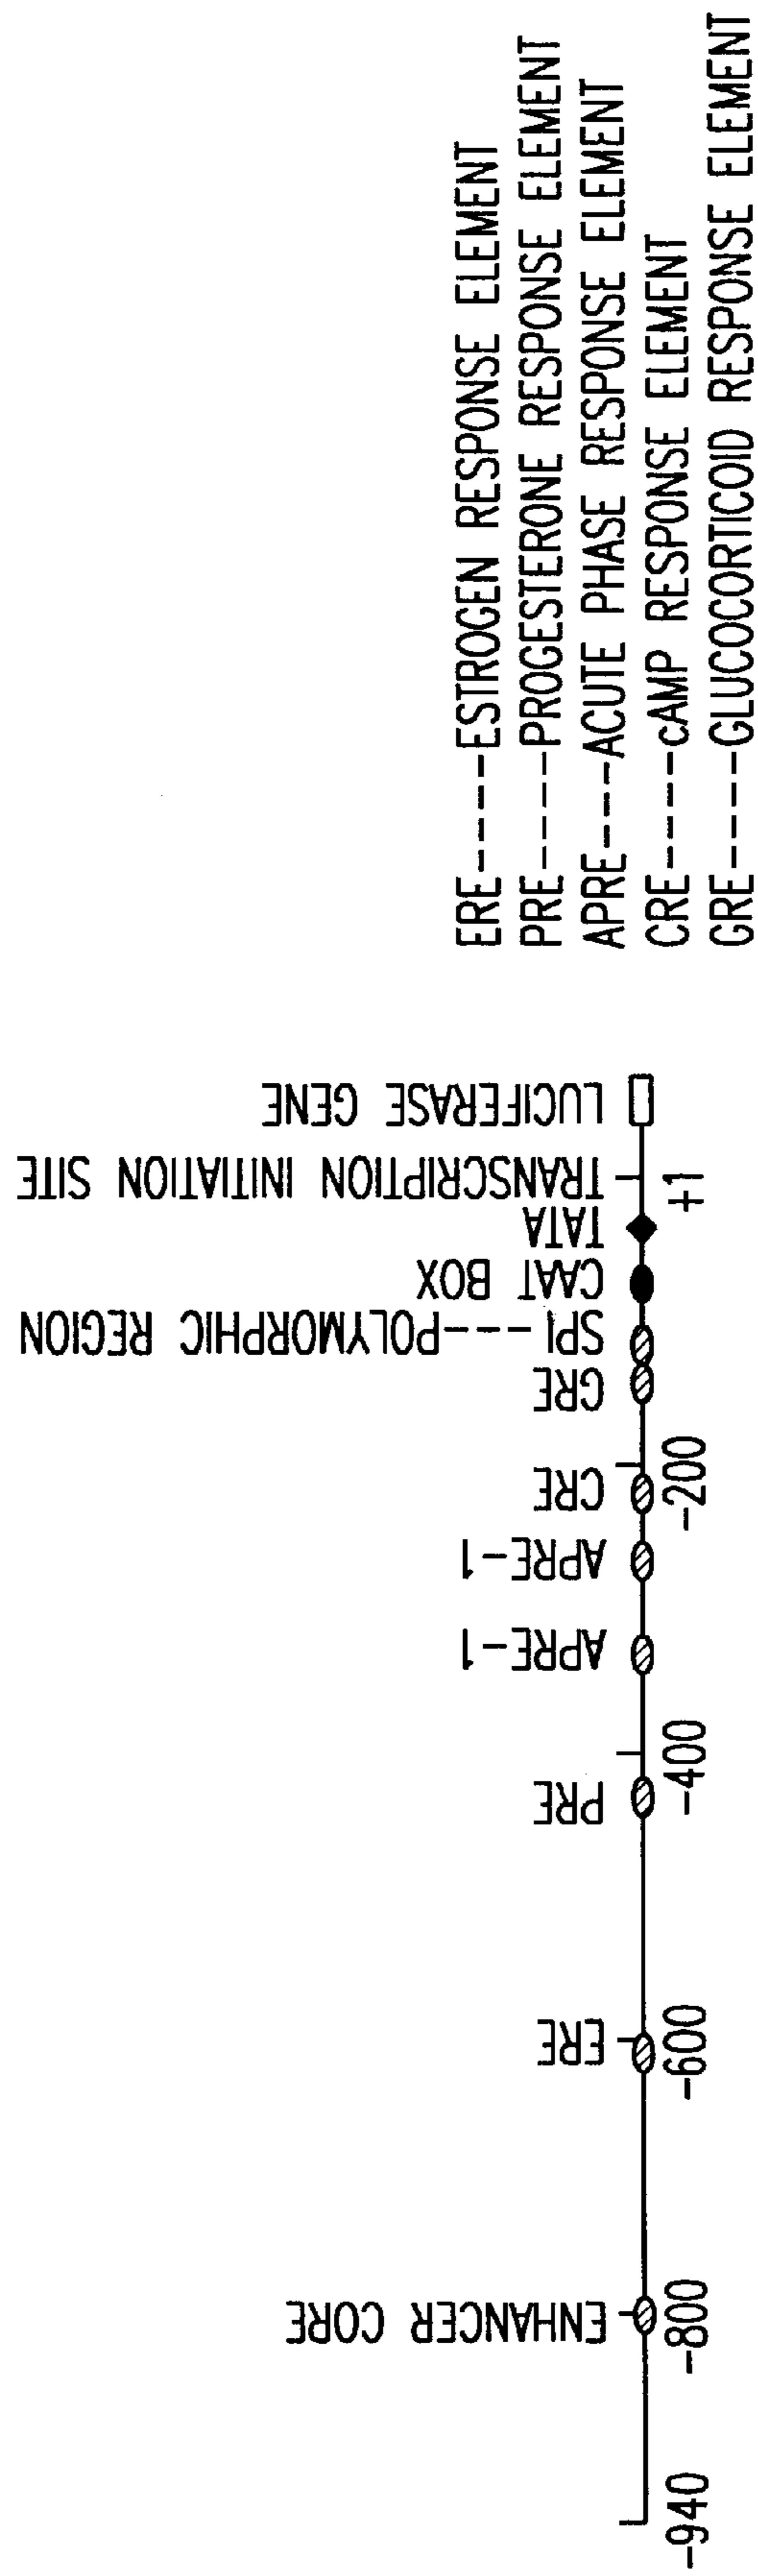 ENHANCER CORE
ERE
PRE
APRE-1
APRE-1
CRE
GRE
SPI---POLYMORPHIC REGION
CAAT BOX
TATA
TRANSCRIPTION INITIATION SITE
LUCIFERASE GENE
-940
-800
-600
-400
-200
+1
ERE-----ESTROGEN RESPONSE ELEMENT
PRE-----PROGESTERONE RESPONSE ELEMENT
APRE----ACUTE PHASE RESPONSE ELEMENT
CRE-----cAMP RESPONSE ELEMENT
GRE-----GLUCOCORTICOID RESPONSE ELEMENT